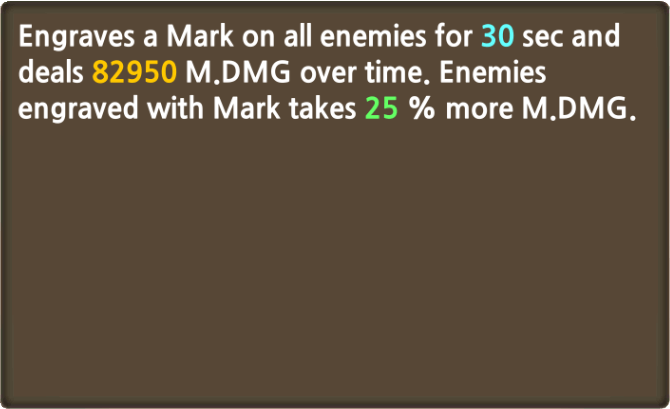 Engraves a Mark on all enemies for 30 sec and
deals 82950 M.DMG over time. Enemies
engraved with Mark takes 25 % more M.DMG.